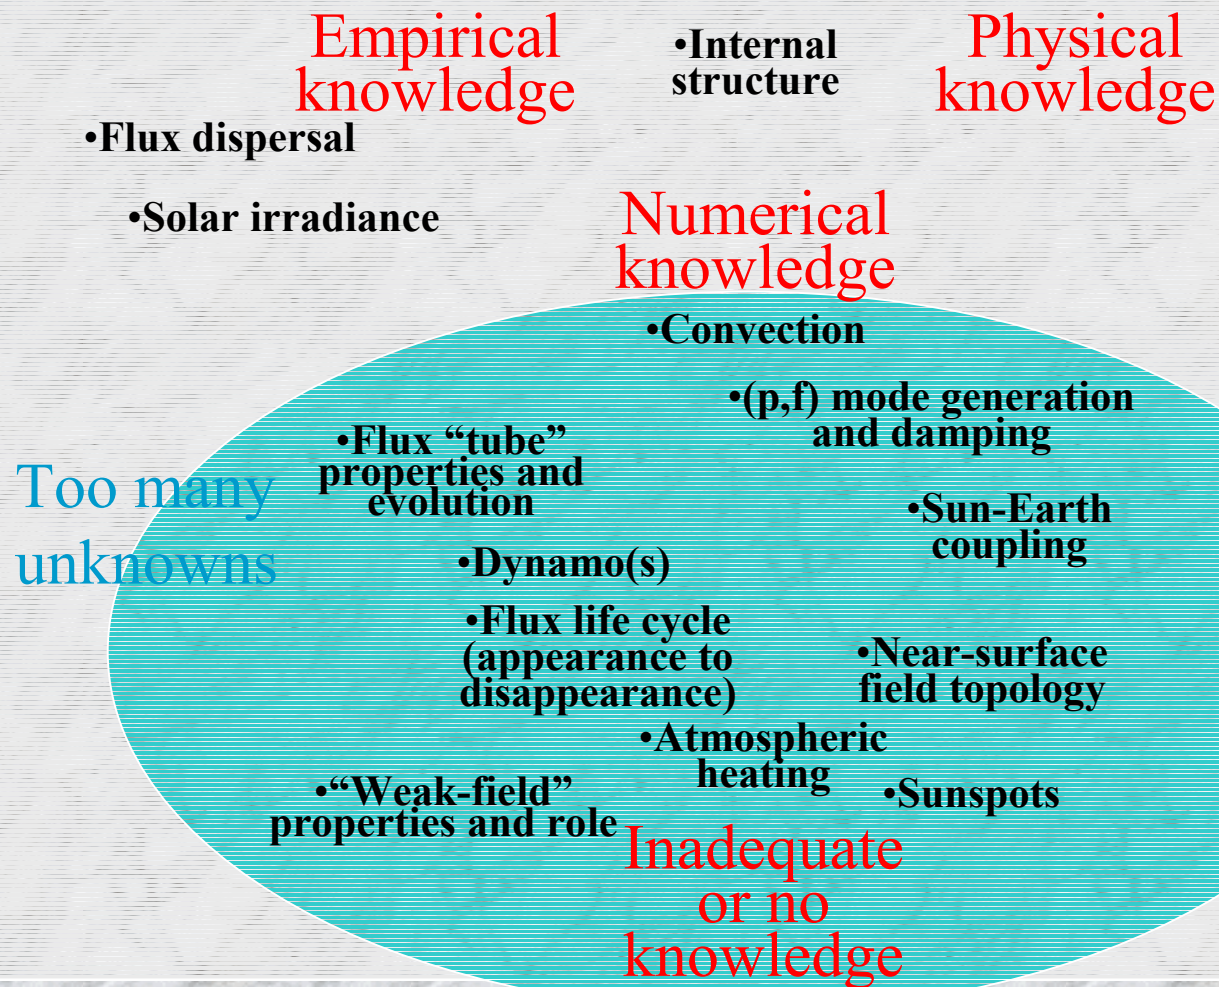 Empirical
knowledge
•Internal
structure
Physical
knowledge
•Flux dispersal
•Solar irradiance
Numerical
knowledge
•Convection
•(p,f) mode generation
and damping
•Flux “tube”
properties and
evolution
Too many
unknowns
•Sun-Earth
coupling
•Dynamo(s)
•Flux life cycle
(appearance to
disappearance)
•Near-surface
field topology
•Atmospheric
heating
•“Weak-field”
properties and role
•Sunspots
Inadequate
or no
knowledge